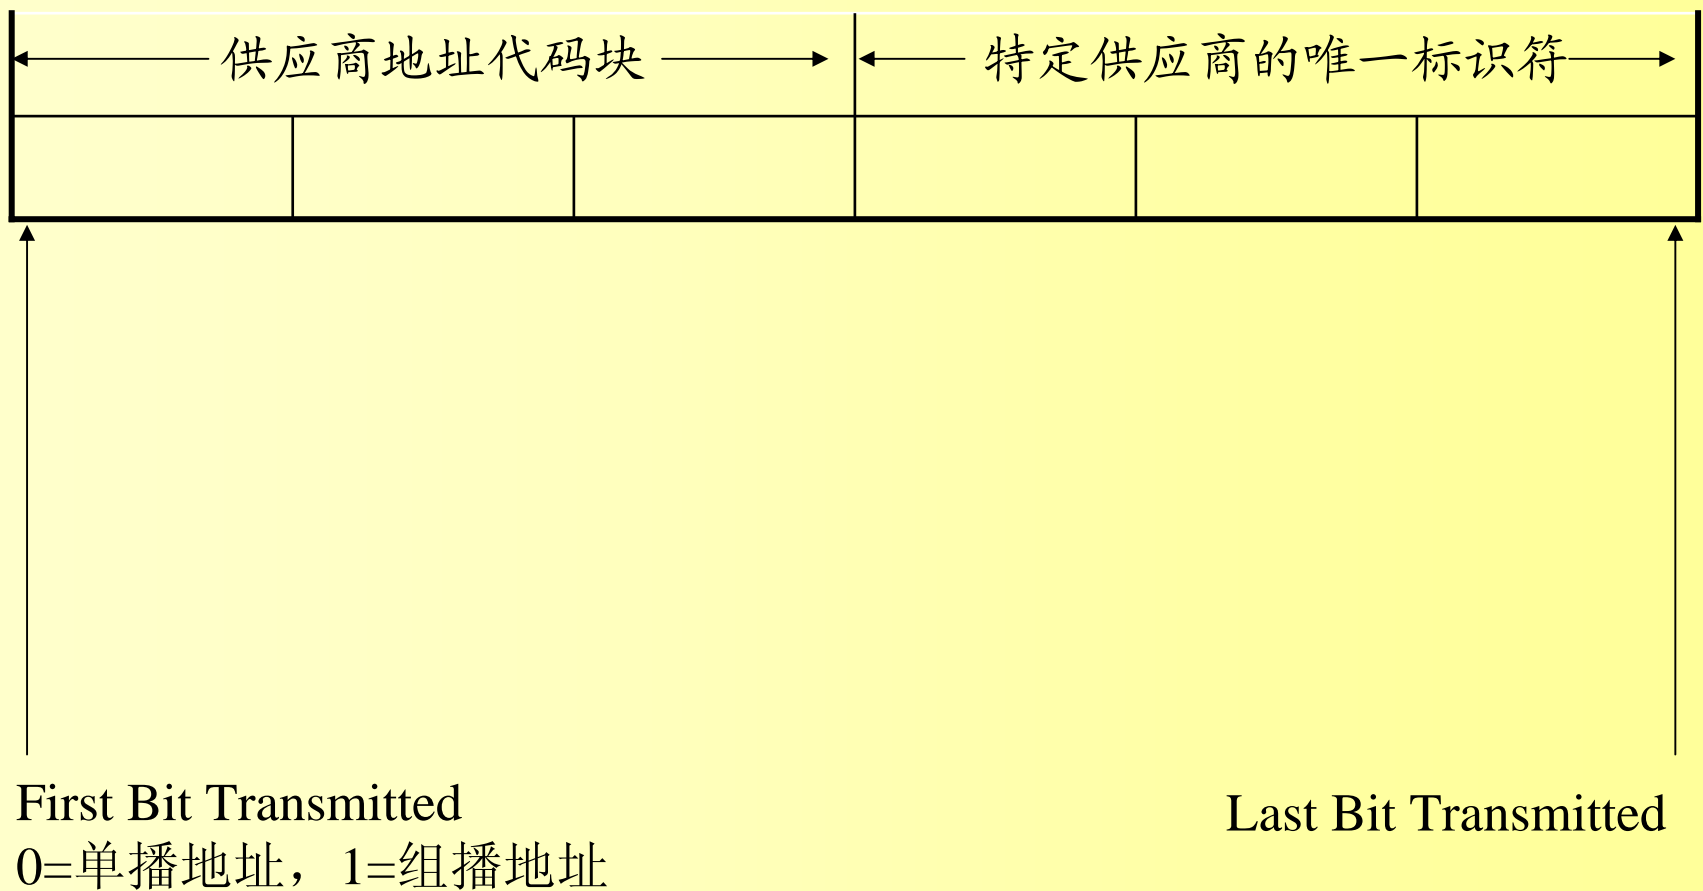 供应商地址代码块
特定供应商的唯一标识符
First Bit Transmitted
0=单播地址，1=组播地址
Last Bit Transmitted